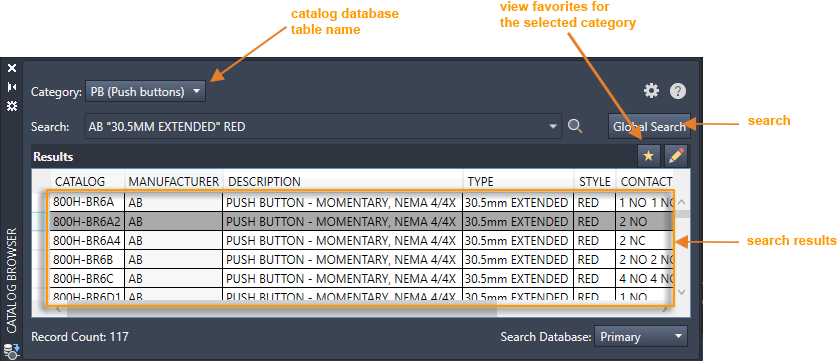 catalog database
table name
view favorites for
the selected category
Category: PB (Push buttons)
Search: AB "30.5MM EXTENDED" RED
Global Search
search
Results
CATALOG MANUFACTURER DESCRIPTION TYPE STYLE CONTACT
800H-BR6A AB PUSH BUTTON - MOMENTARY, NEMA 4/4X 30.5mm EXTENDED RED 1 NO 1 NC
800H-BR6A2 AB PUSH BUTTON - MOMENTARY, NEMA 4/4X 30.5mm EXTENDED RED 2 NO
800H-BR6A4 AB PUSH BUTTON - MOMENTARY, NEMA 4/4X 30.5mm EXTENDED RED 2 NC
800H-BR6B AB PUSH BUTTON - MOMENTARY, NEMA 4/4X 30.5mm EXTENDED RED 2 NO 2 NC
800H-BR6C AB PUSH BUTTON - MOMENTARY, NEMA 4/4X 30.5mm EXTENDED RED 4 NO 4 NC
800H-BR6D1 AB PUSH BUTTON - MOMENTARY, NEMA 4/4X 30.5mm EXTENDED RED 1 NO
search results
Record Count: 117
Search Database: Primary
CATALOG BROWSER